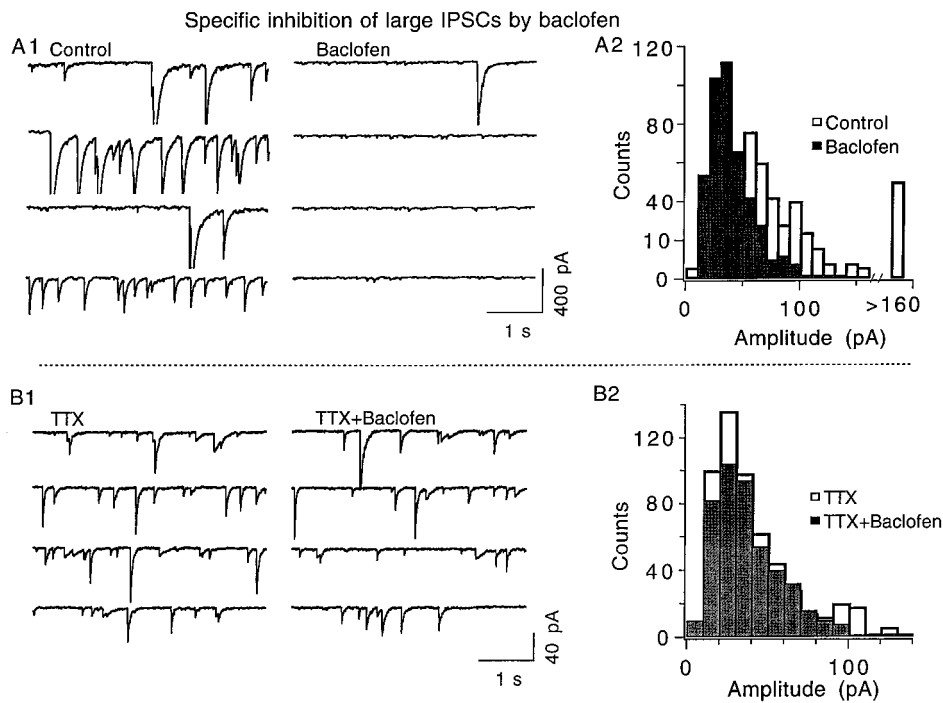 Specific inhibition of large IPSCs by baclofen
A1
Control
Baclofen
400 pA
1 s
A2
120
80
40
10
0
Counts
Control
Baclofen
0
100
>160
Amplitude (pA)
B1
TTX
TTX+Baclofen
40 pA
1 s
B2
120
80
40
0
Counts
TTX
TTX+Baclofen
0
100
Amplitude (pA)